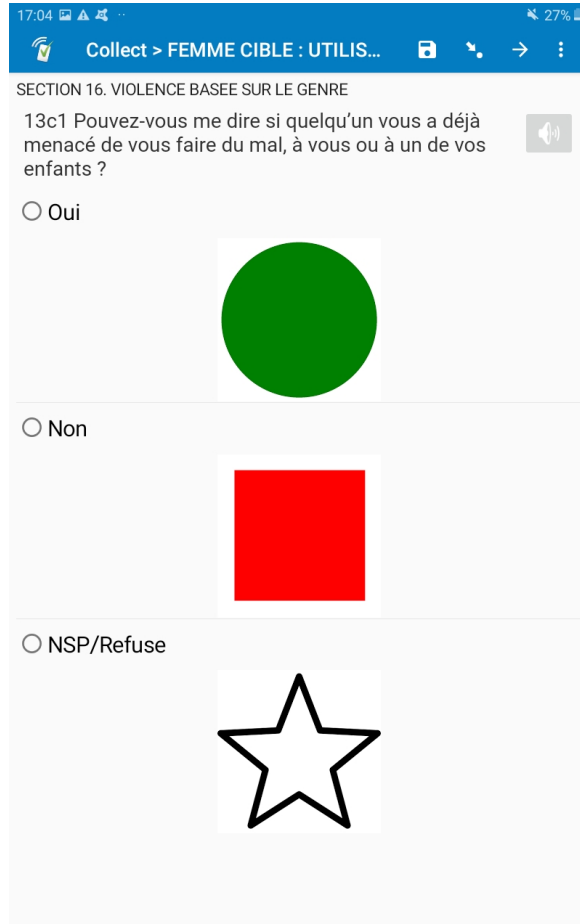 17:04 27%
Collect > FEMME CIBLE : UTILIS...
SECTION 16. VIOLENCE BASEE SUR LE GENRE
13c1 Pouvez-vous me dire si quelqu’un vous a déjà
menacé de vous faire du mal, à vous ou à un de vos
enfants ?
Oui
Non
NSP/Refuse